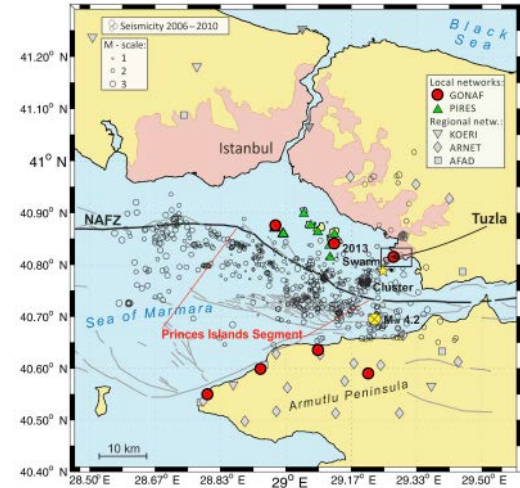 Seismicity 2006–2010
M - scale:
1
2
3
Black
Sea
Local networks:
GONAF
PIRES
Regional netw.:
KOERI
ARNET
AFAD
Istanbul
NAFZ
Tuzla
2013
Swarm
Cluster
M= 4.2
Sea of Marmara
Princes Islands Segment
Armutlu Peninsula
10 km
41.20° N
41.10° N
41° N
40.90° N
40.80° N
40.70° N
40.60° N
40.50° N
40.40° N
28.50° E
28.67° E
28.83° E
29° E
29.17° E
29.33° E
29.50° E